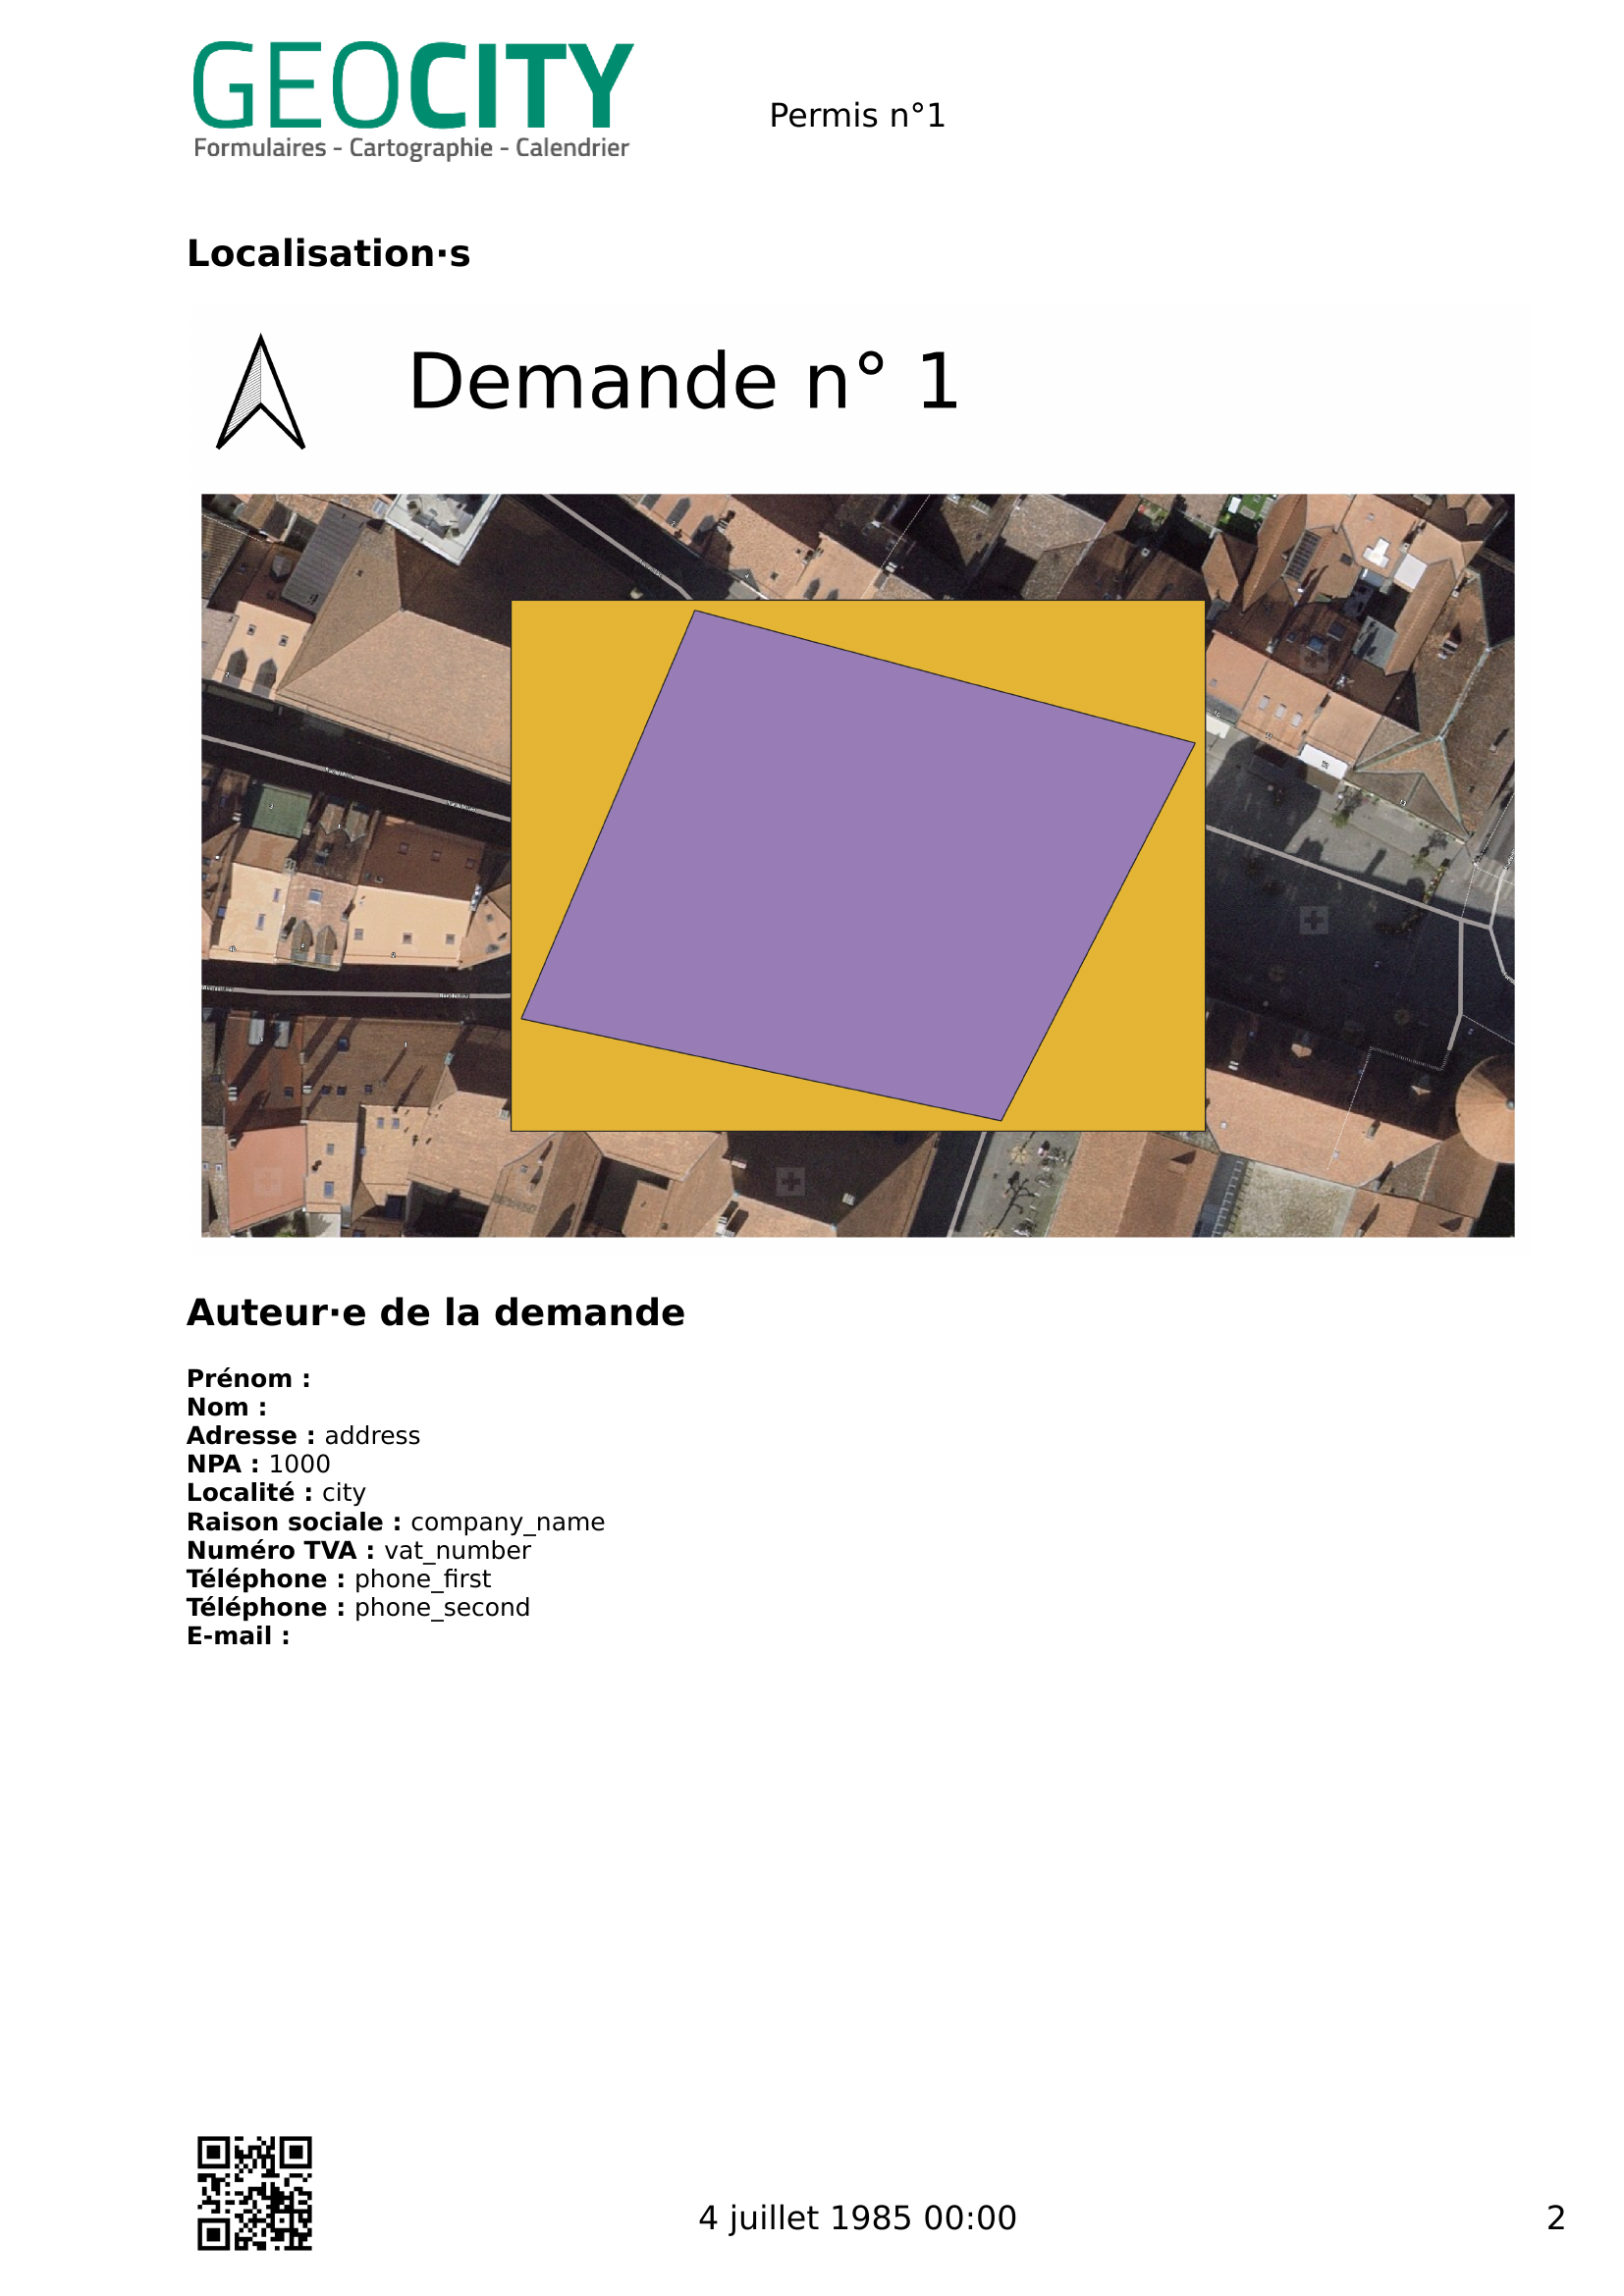 GEOCITY
Formulaires - Cartographie - Calendrier
Permis n°1
Localisation·s
Demande n° 1
Auteur·e de la demande
Prénom :
Nom :
Adresse : address
NPA : 1000
Localité : city
Raison sociale : company_name
Numéro TVA : vat_number
Téléphone : phone_first
Téléphone : phone_second
E-mail :
4 juillet 1985 00:00
2